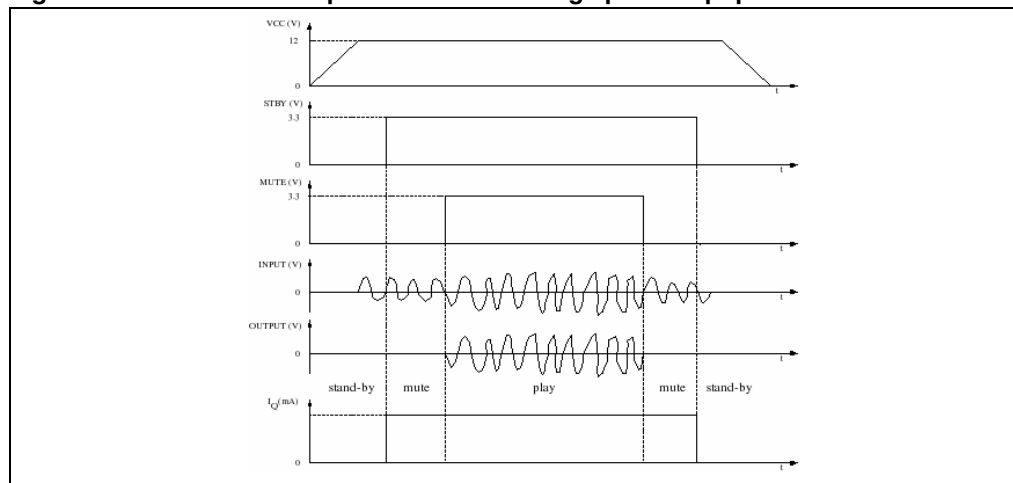 VCC (V)
12
0
t
STBY (V)
3.3
0
t
MUTE (V)
3.3
0
t
INPUT (V)
0
t
OUTPUT (V)
0
t
stand-by mute play mute stand-by
IQ(mA)
0
t